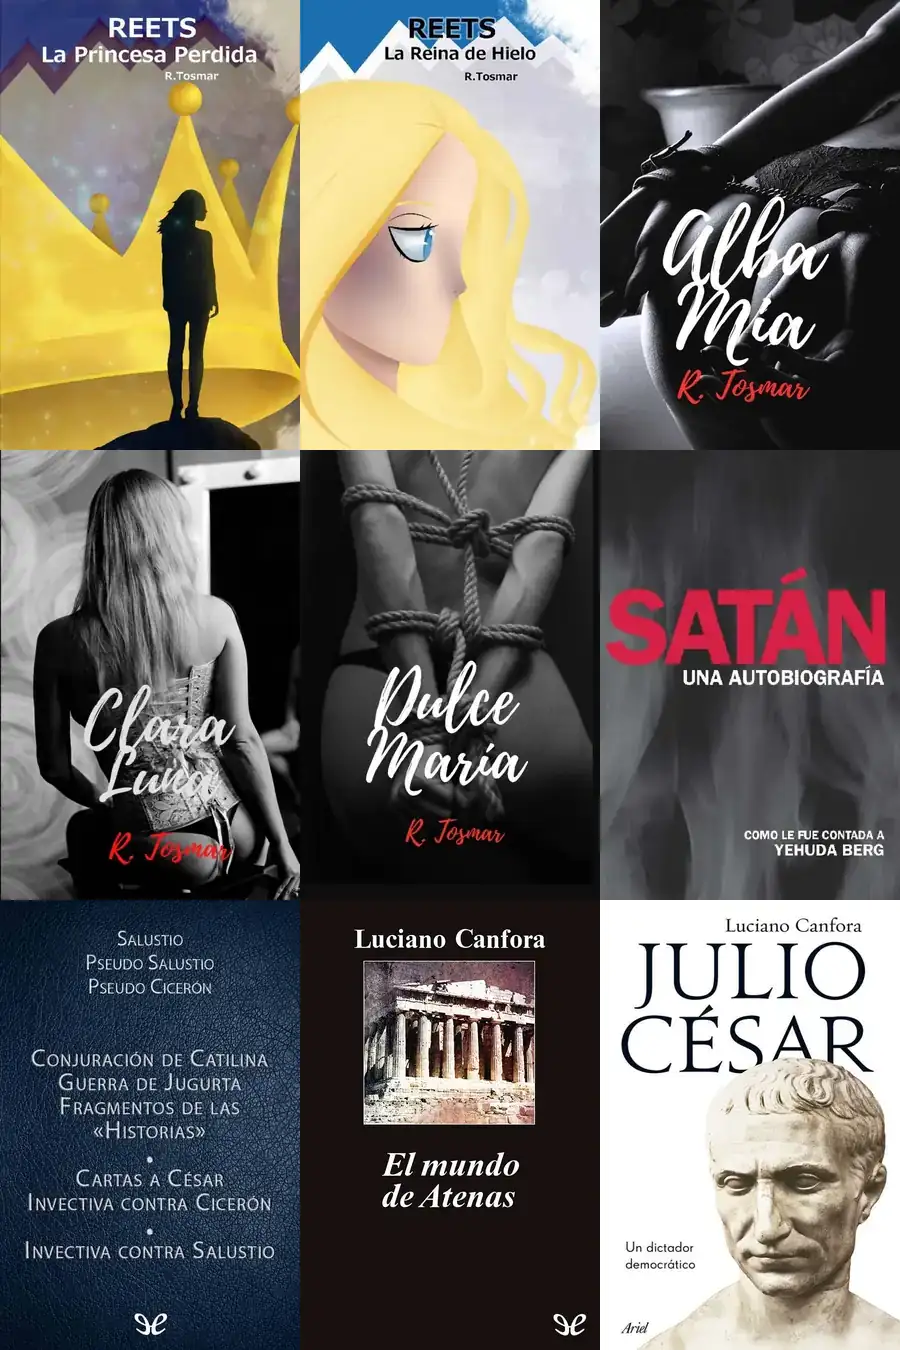 REETS
La Princesa Perdida
R.Tosmar
REETS
La Reina de Hielo
R.Tosmar
Alba
Mía
R. Tosmar
Clara
Luna
R. Tosmar
Dulce
María
R. Tosmar
SATÁN
UNA AUTOBIOGRAFÍA
COMO LE FUE CONTADA A
YEHUDA BERG
SALUSTIO
PSEUDO SALUSTIO
PSEUDO CICERÓN
CONJURACIÓN DE CATILINA
GUERRA DE JUGURTA
FRAGMENTOS DE LAS
«HISTORIAS»
•
CARTAS A CÉSAR
INVECTIVA CONTRA CICERÓN
•
INVECTIVA CONTRA SALUSTIO
Luciano Canfora
El mundo
de Atenas
Luciano Canfora
JULIO
CÉSAR
Un dictador
democrático
Ariel